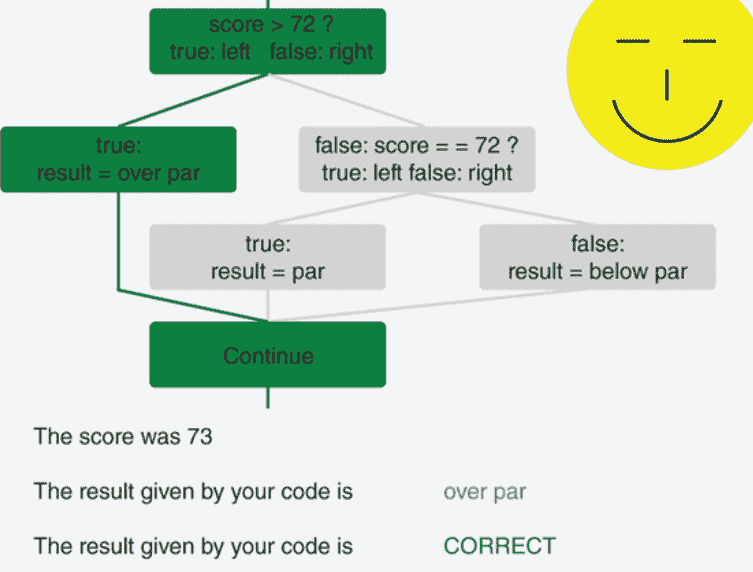 score > 72 ?
true: left false: right
true:
result = over par
false: score = = 72 ?
true: left false: right
true:
result = par
false:
result = below par
Continue
The score was 73
The result given by your code is over par
The result given by your code is CORRECT